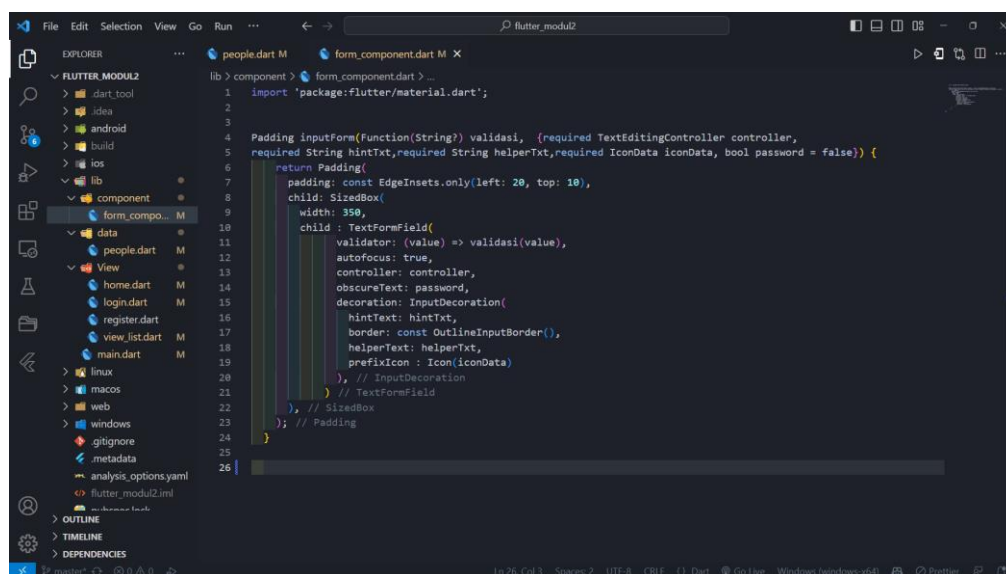 File Edit Selection View Go Run ...
flutter_modul2
EXPLORER
FLUTTER_MODUL2
.dart_tool
.idea
android
build
ios
lib
component
form_compo... M
data
people.dart M
View
home.dart M
login.dart M
register.dart
view_list.dart M
main.dart M
linux
macos
web
windows
.gitignore
.metadata
analysis_options.yaml
flutter_modul2.iml
pubspec.lock
OUTLINE
TIMELINE
DEPENDENCIES
people.dart M
form_component.dart M
lib > component > form_component.dart > ...
1 import 'package:flutter/material.dart';
2
3
4 Padding inputForm(Function(String?) validasi, {required TextEditingController controller,
5 required String hintTxt,required String helperTxt,required IconData iconData, bool password = false}) {
6 return Padding(
7 padding: const EdgeInsets.only(left: 20, top: 10),
8 child: SizedBox(
9 width: 350,
10 child : TextFormField(
11 validator: (value) => validasi(value),
12 autofocus: true,
13 controller: controller,
14 obscureText: password,
15 decoration: InputDecoration(
16 hintText: hintTxt,
17 border: const OutlineInputBorder(),
18 helperText: helperTxt,
19 prefixIcon : Icon(iconData)
20 ), // InputDecoration
21 ) // TextFormField
22 ), // SizedBox
23 ); // Padding
24 }
25
26
6
master* 0 0 Ln 26, Col 3 Spaces: 2 UTF-8 CRLF {} Dart Go Live Windows (windows-x64) Prettier